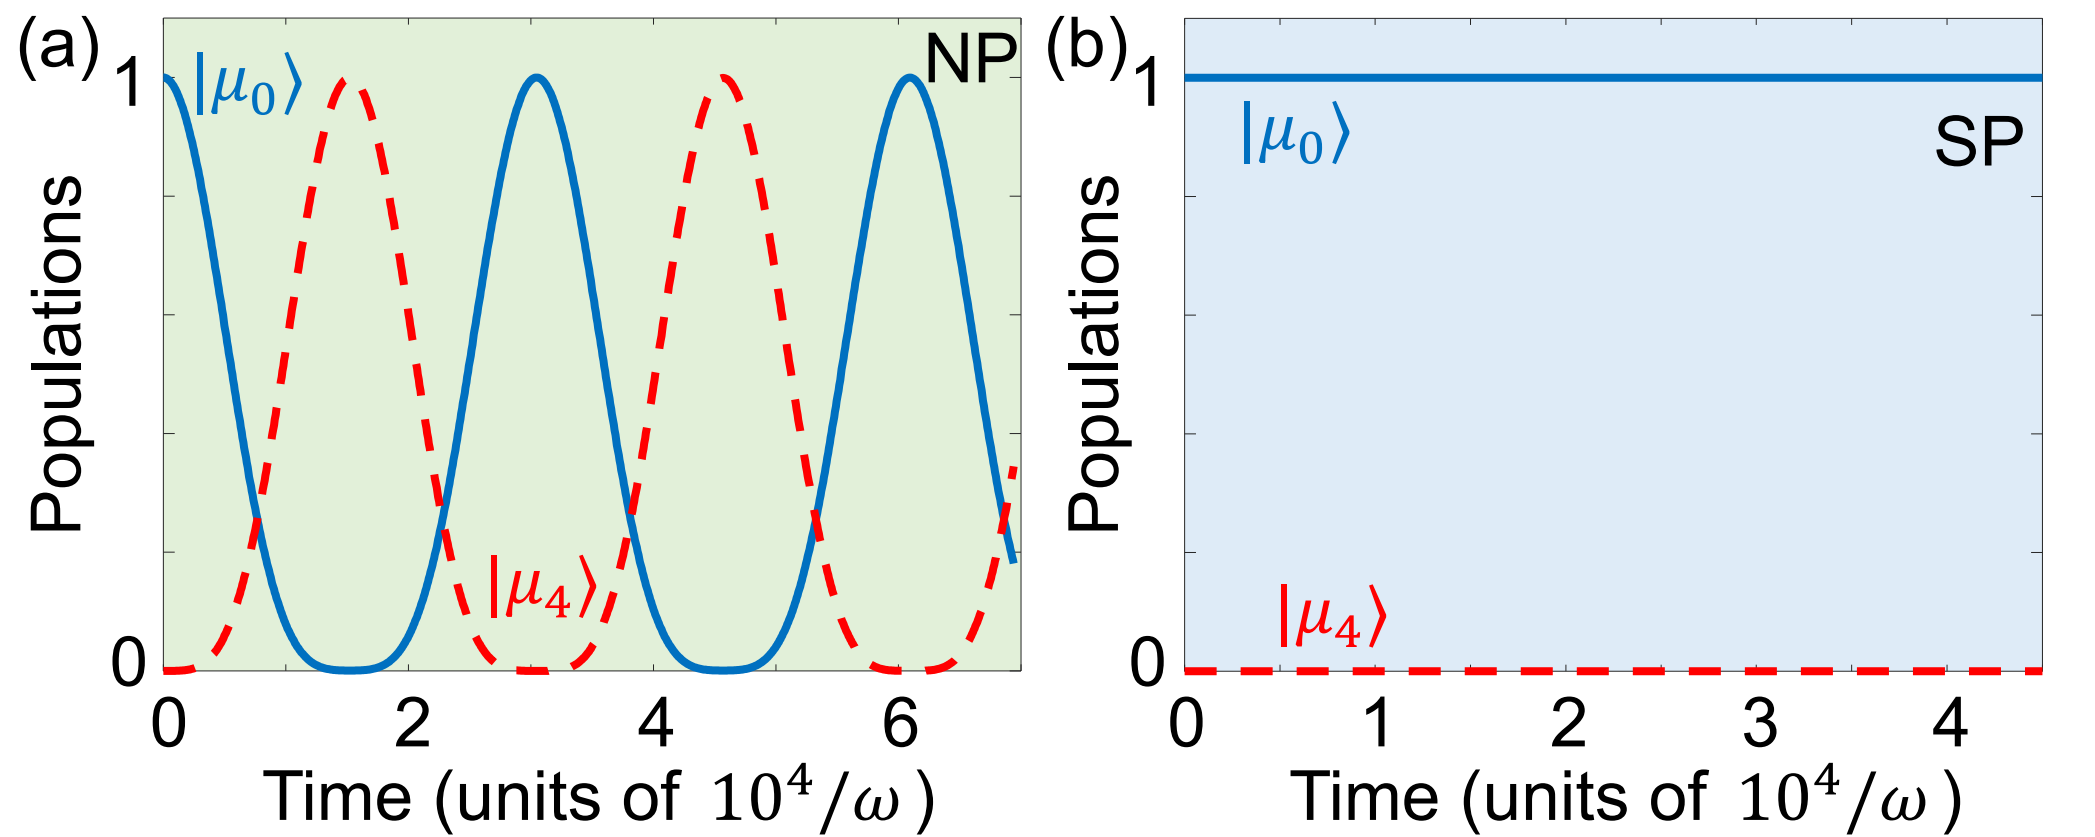 (a)
1
|μ₀⟩
NP
Populations
|μ₄⟩
0
0 2 4 6
Time (units of 10⁴/ω)
(b)
1
|μ₀⟩
SP
Populations
|μ₄⟩
0
0 1 2 3 4
Time (units of 10⁴/ω)